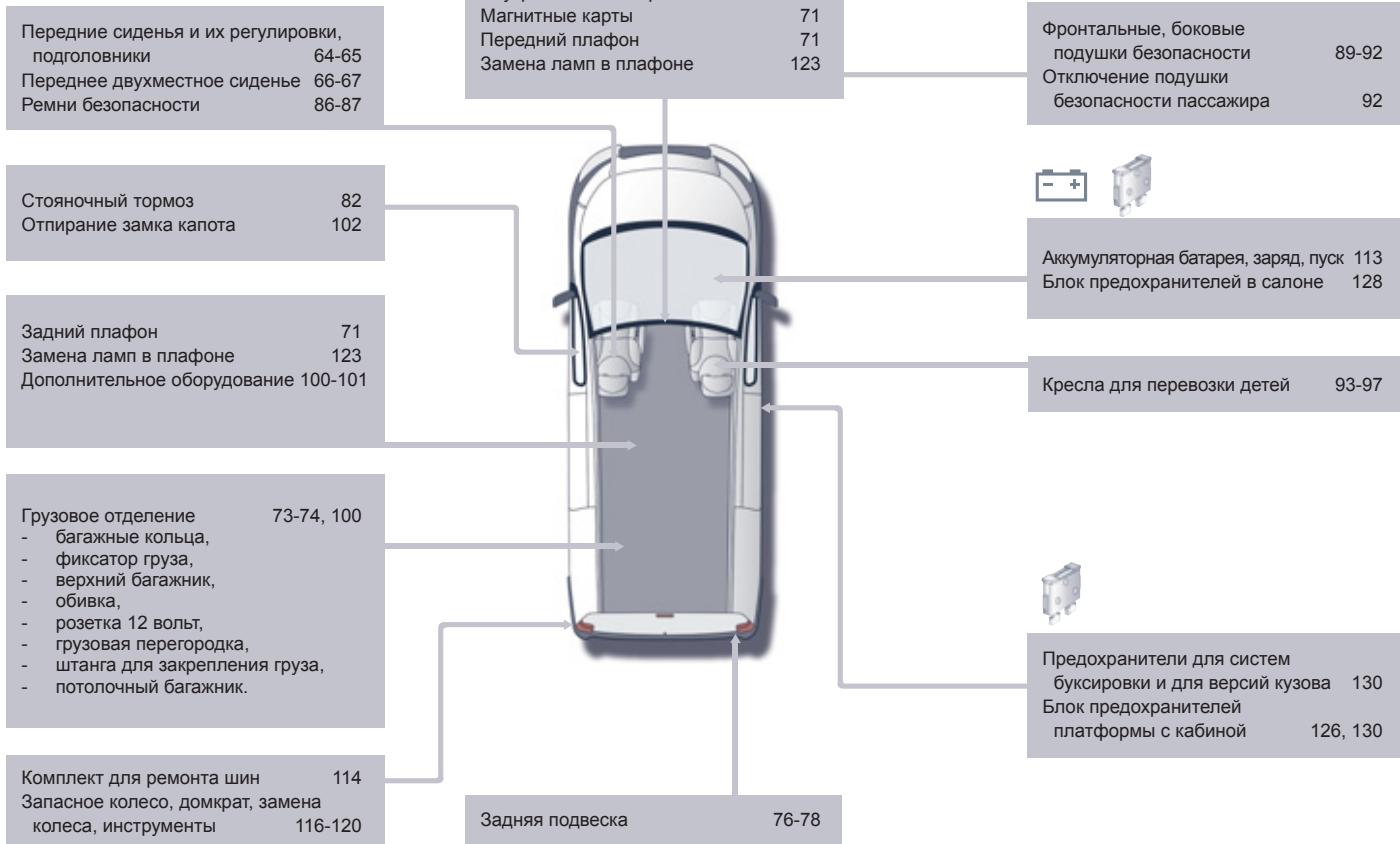 Передние сиденья и их регулировки,
подголовники 64-65
Переднее двухместное сиденье 66-67
Ремни безопасности 86-87
Стояночный тормоз 82
Отпирание замка капота 102
Задний плафон 71
Замена ламп в плафоне 123
Дополнительное оборудование 100-101
Грузовое отделение 73-74, 100
- багажные кольца,
- фиксатор груза,
- верхний багажник,
- обивка,
- розетка 12 вольт,
- грузовая перегородка,
- штанга для закрепления груза,
- потолочный багажник.
Комплект для ремонта шин 114
Запасное колесо, домкрат, замена
колеса, инструменты 116-120
Магнитные карты 71
Передний плафон 71
Замена ламп в плафоне 123
Задняя подвеска 76-78
Фронтальные, боковые
подушки безопасности 89-92
Отключение подушки
безопасности пассажира 92
Аккумуляторная батарея, заряд, пуск 113
Блок предохранителей в салоне 128
Кресла для перевозки детей 93-97
Предохранители для систем
буксировки и для версий кузова 130
Блок предохранителей
платформы с кабиной 126, 130